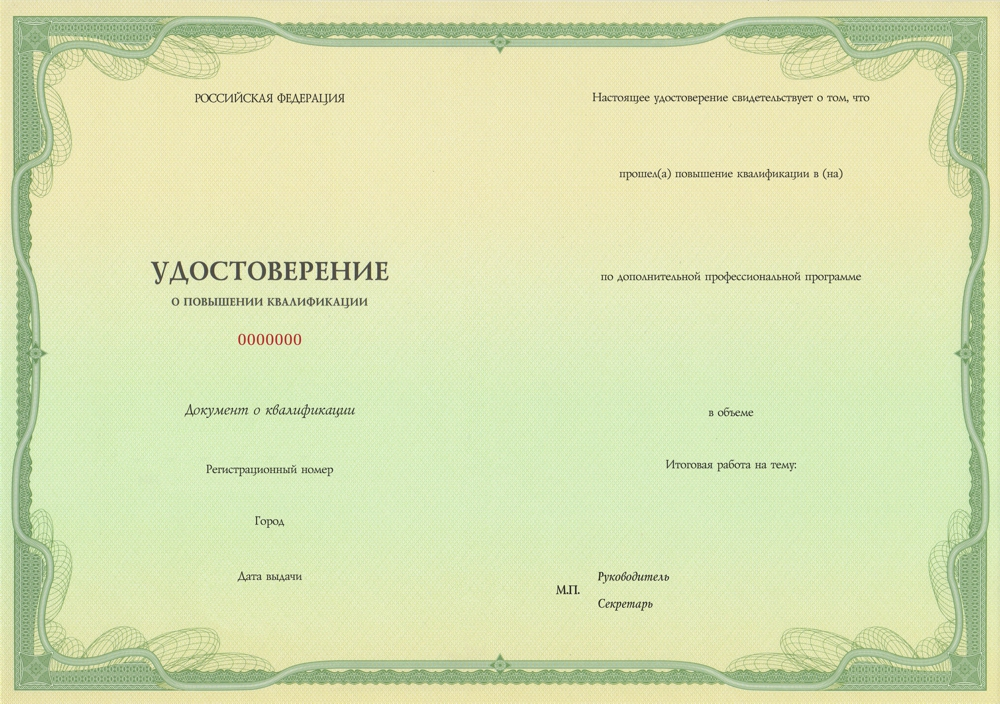 РОССИЙСКАЯ ФЕДЕРАЦИЯ
УДОСТОВЕРЕНИЕ
О ПОВЫШЕНИИ КВАЛИФИКАЦИИ
0000000
Документ о квалификации
Регистрационный номер
Город
Дата выдачи
Настоящее удостоверение свидетельствует о том, что
прошел(а) повышение квалификации в (на)
по дополнительной профессиональной программе
в объеме
Итоговая работа на тему:
М.П.
Руководитель
Секретарь